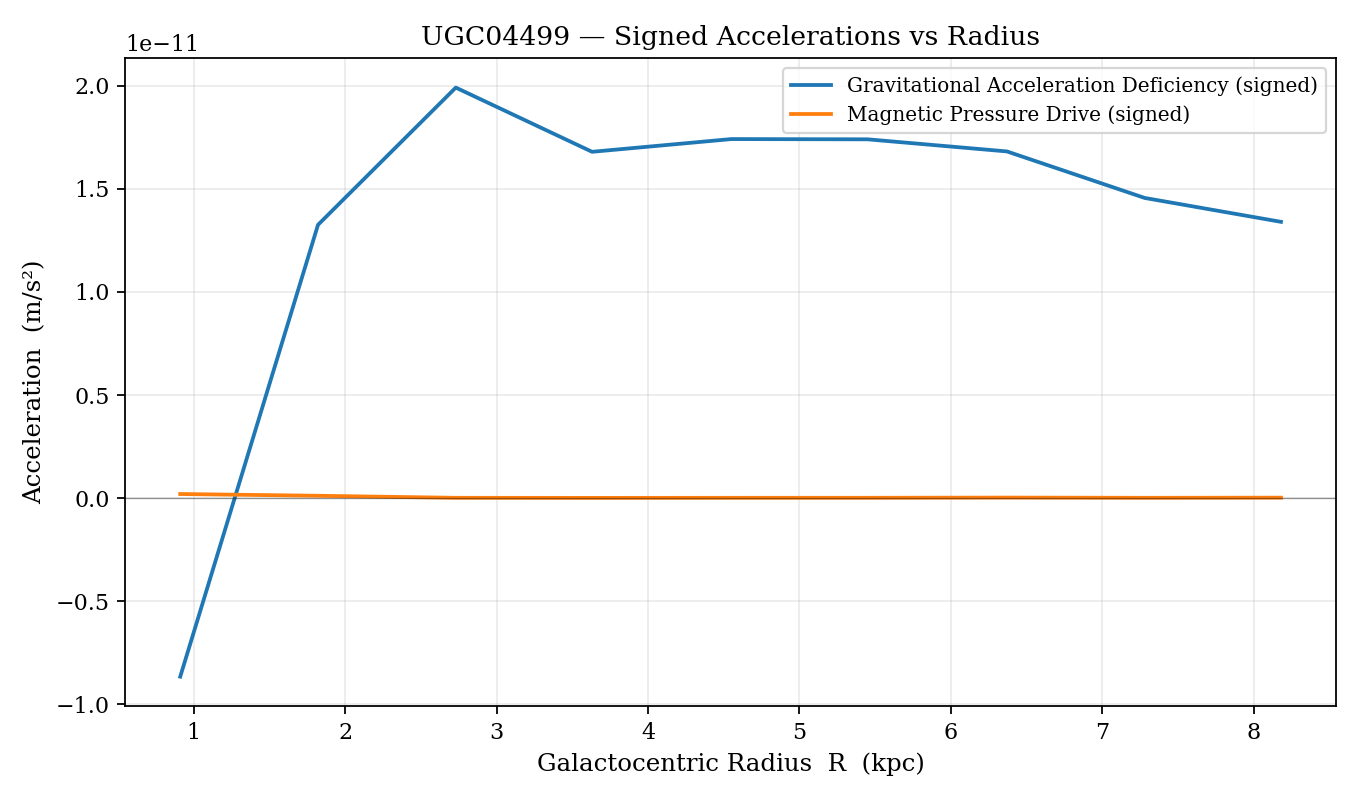 UGC04499 — Signed Accelerations vs Radius
1e−11
Gravitational Acceleration Deficiency (signed)
Magnetic Pressure Drive (signed)
Acceleration (m/s²)
2.0
1.5
1.0
0.5
0.0
−0.5
−1.0
1 2 3 4 5 6 7 8
Galactocentric Radius R (kpc)